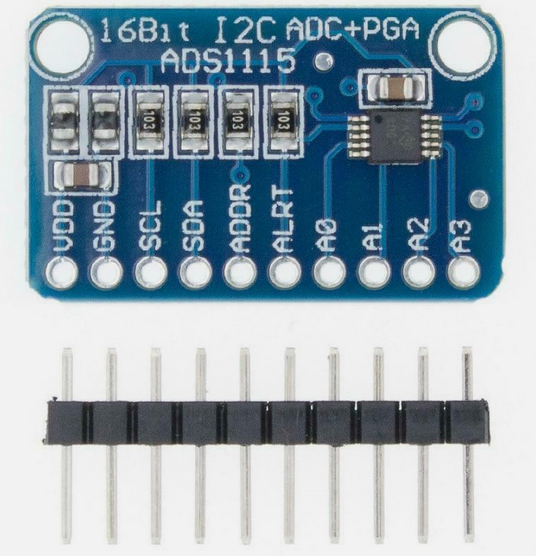 16Bit I2C ADC+PGA
ADS1115
103 103 103 103
VDD GND SCL SDA ADDR ALRT A0 A1 A2 A3